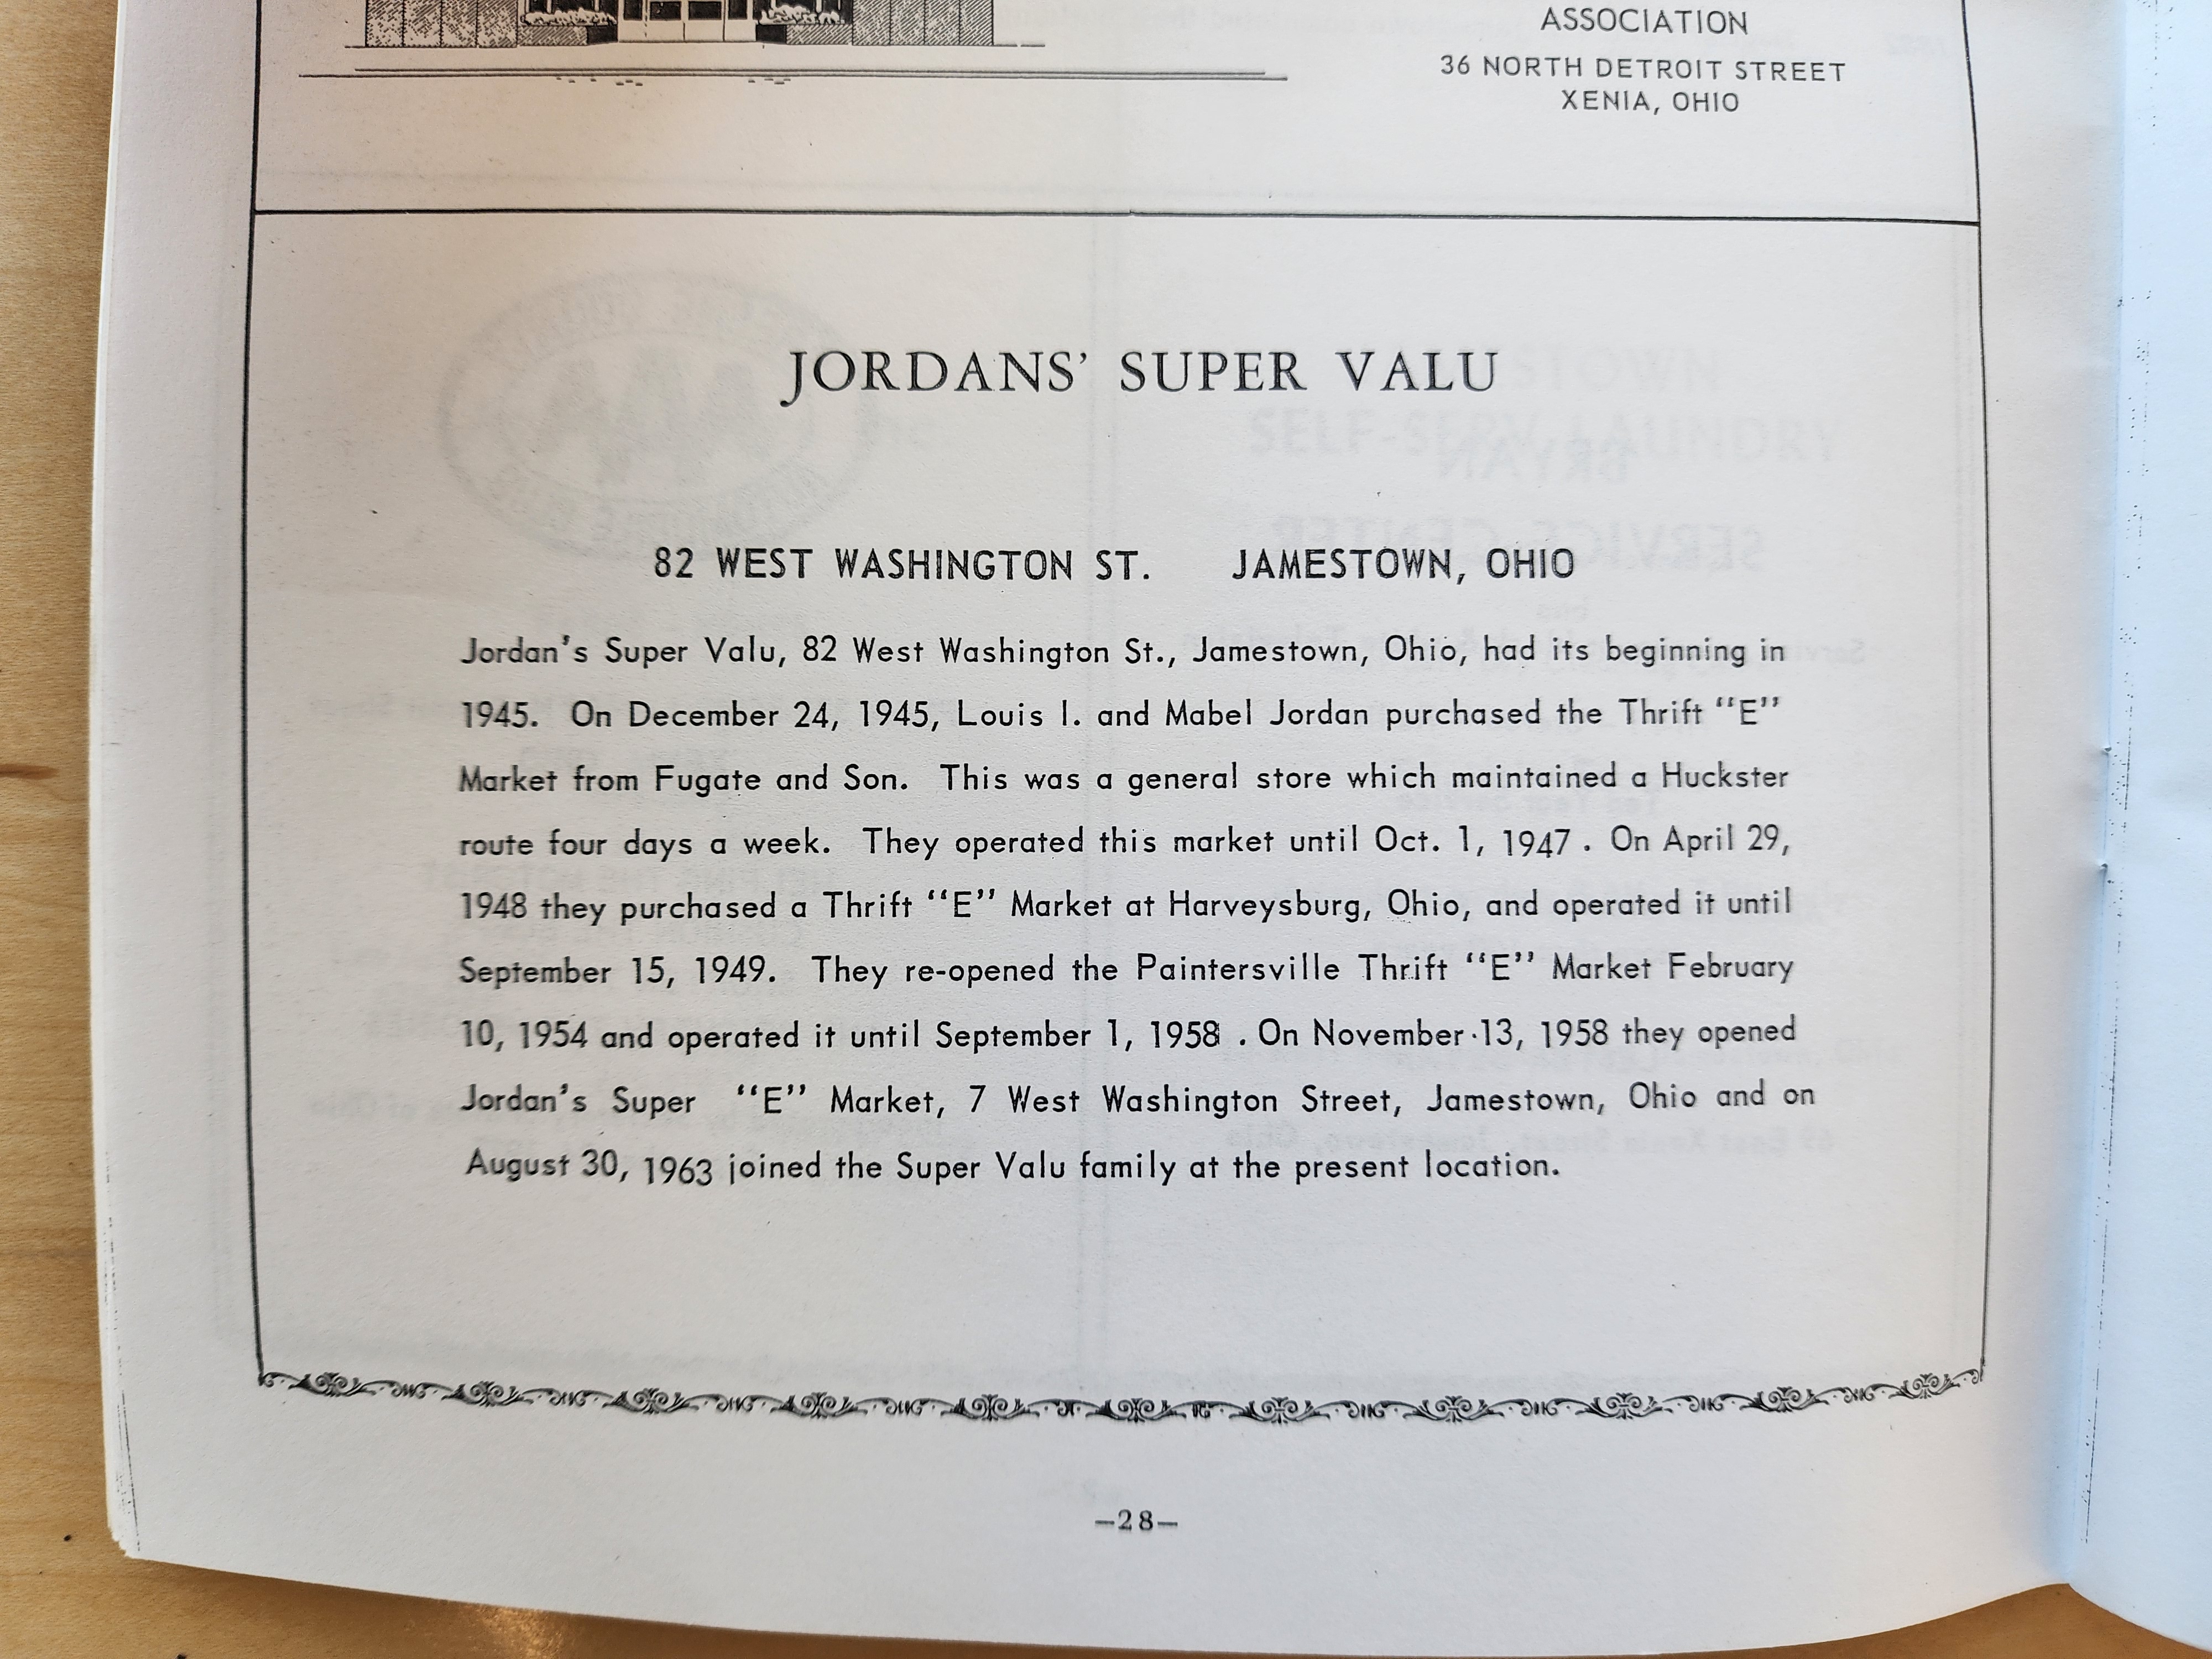 ASSOCIATION
36 NORTH DETROIT STREET
XENIA, OHIO
JORDANS' SUPER VALU
82 WEST WASHINGTON ST. JAMESTOWN, OHIO
Jordan's Super Valu, 82 West Washington St., Jamestown, Ohio, had its beginning in
1945. On December 24, 1945, Louis I. and Mabel Jordan purchased the Thrift "E"
Market from Fugate and Son. This was a general store which maintained a Huckster
route four days a week. They operated this market until Oct. 1, 1947 . On April 29,
1948 they purchased a Thrift "E" Market at Harveysburg, Ohio, and operated it until
September 15, 1949. They re-opened the Paintersville Thrift "E" Market February
10, 1954 and operated it until September 1, 1958 . On November 13, 1958 they opened
Jordan's Super "E" Market, 7 West Washington Street, Jamestown, Ohio and on
August 30, 1963 joined the Super Valu family at the present location.
-28-